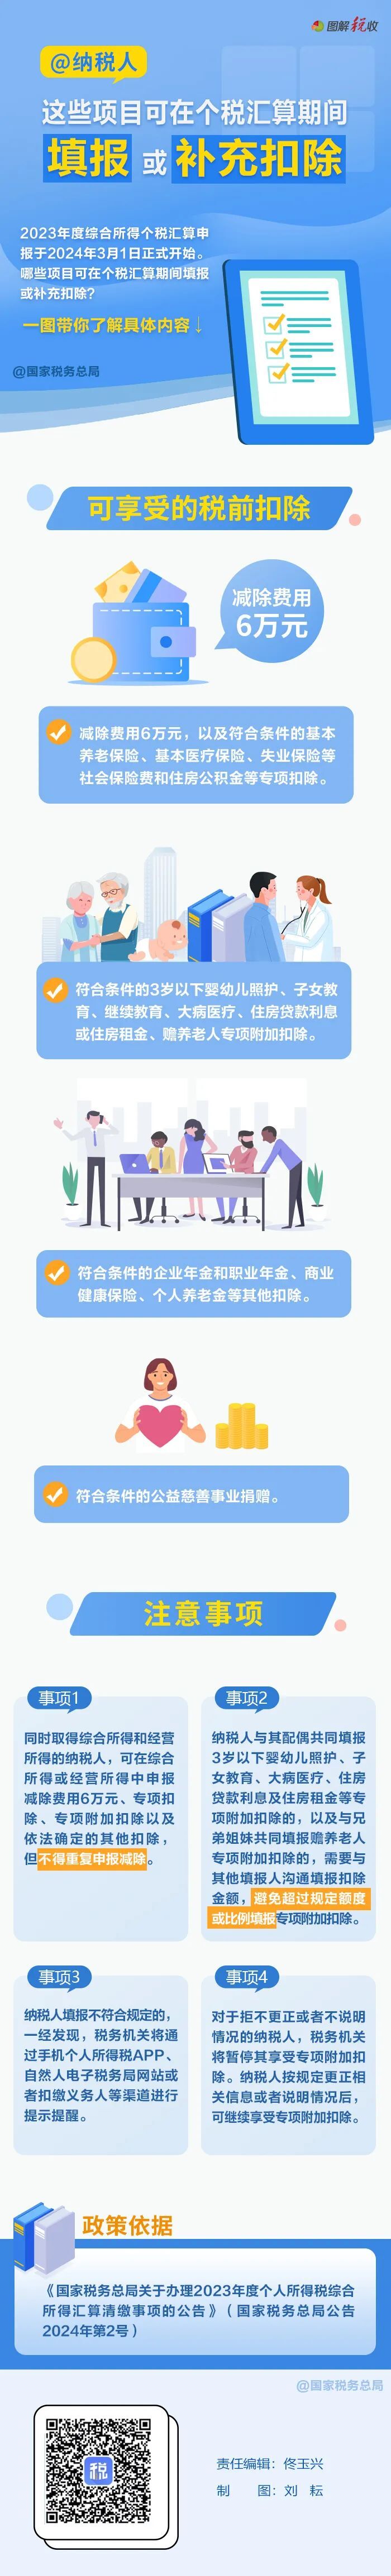 图解税收
@纳税人
这些项目可在个税汇算期间
填报或补充扣除
2023年度综合所得个税汇算申
报于2024年3月1日正式开始。
哪些项目可在个税汇算期间填报
或补充扣除？
一图带你了解具体内容↓
@国家税务总局
可享受的税前扣除
减除费用
6万元
减除费用6万元，以及符合条件的基本
养老保险、基本医疗保险、失业保险等
社会保险费和住房公积金等专项扣除。
符合条件的3岁以下婴幼儿照护、子女教
育、继续教育、大病医疗、住房贷款利息
或住房租金、赡养老人专项附加扣除。
符合条件的企业年金和职业年金、商业
健康保险、个人养老金等其他扣除。
符合条件的公益慈善事业捐赠。
注意事项
事项1
同时取得综合所得和经营
所得的纳税人，可在综合
所得或经营所得中申报
减除费用6万元、专项扣
除、专项附加扣除以及
依法确定的其他扣除，
但不得重复申报减除。
事项2
纳税人与其配偶共同填报
3岁以下婴幼儿照护、子
女教育、大病医疗、住房
贷款利息及住房租金等专
项附加扣除的，以及与兄
弟姐妹共同填报赡养老人
专项附加扣除的，需要与
其他填报人沟通填报扣除
金额，避免超过规定额度
或比例填报专项附加扣除。
事项3
纳税人填报不符合规定的，
一经发现，税务机关将通
过手机个人所得税APP、
自然人电子税务局网站或
者扣缴义务人等渠道进行
提示提醒。
事项4
对于拒不更正或者不说明
情况的纳税人，税务机关
将暂停其享受专项附加扣
除。纳税人按规定更正相
关信息或者说明情况后，
可继续享受专项附加扣除。
政策依据
《国家税务总局关于办理2023年度个人所得税综合
所得汇算清缴事项的公告》（国家税务总局公告
2024年第2号）
@国家税务总局
税
责任编辑：佟玉兴
制　　图：刘　耘